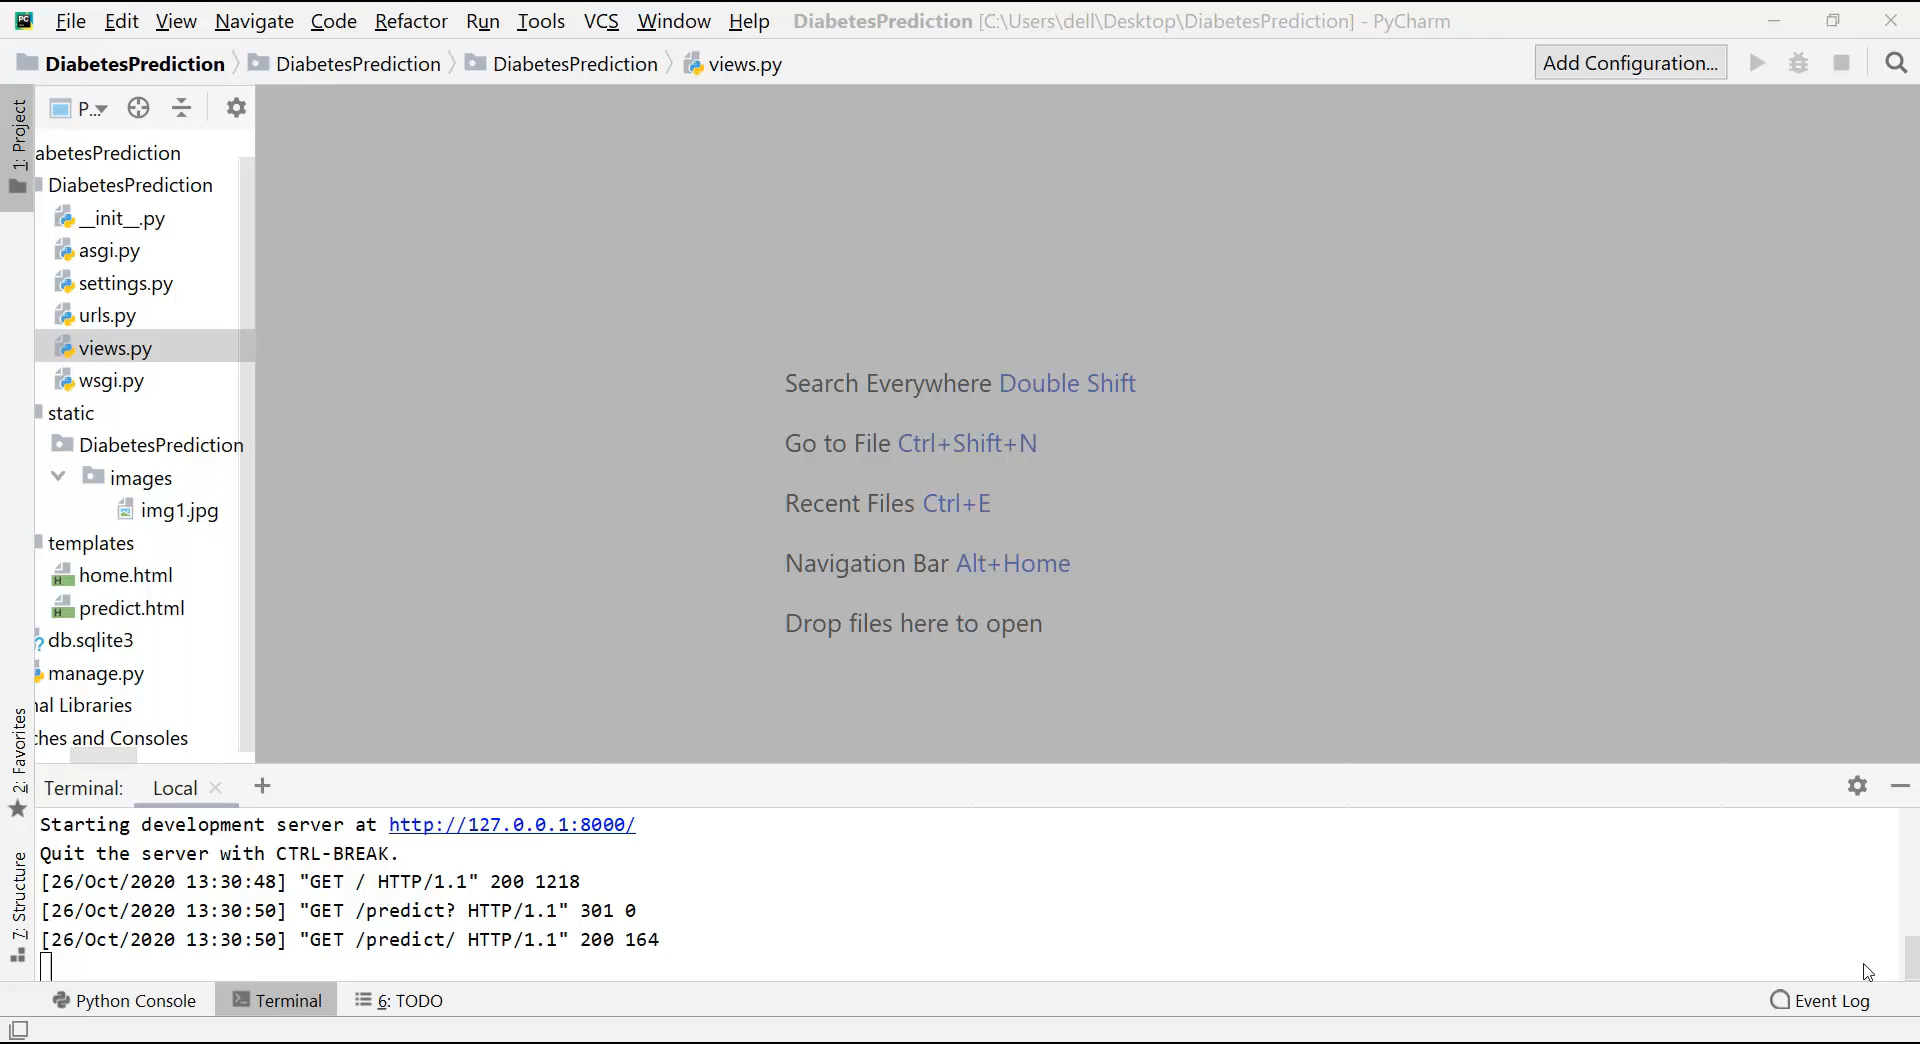 File Edit View Navigate Code Refactor Run Tools VCS Window Help DiabetesPrediction [C:\Users\dell\Desktop\DiabetesPrediction] - PyCharm
DiabetesPrediction DiabetesPrediction DiabetesPrediction views.py Add Configuration...
1: Project
P...
abetesPrediction
DiabetesPrediction
__init__.py
asgi.py
settings.py
urls.py
views.py
wsgi.py
static
DiabetesPrediction
images
img1.jpg
templates
home.html
predict.html
db.sqlite3
manage.py
nal Libraries
ches and Consoles
Search Everywhere Double Shift
Go to File Ctrl+Shift+N
Recent Files Ctrl+E
Navigation Bar Alt+Home
Drop files here to open
2: Favorites
7: Structure
Terminal: Local
Starting development server at http://127.0.0.1:8000/
Quit the server with CTRL-BREAK.
[26/Oct/2020 13:30:48] "GET / HTTP/1.1" 200 1218
[26/Oct/2020 13:30:50] "GET /predict? HTTP/1.1" 301 0
[26/Oct/2020 13:30:50] "GET /predict/ HTTP/1.1" 200 164
Python Console Terminal 6: TODO Event Log